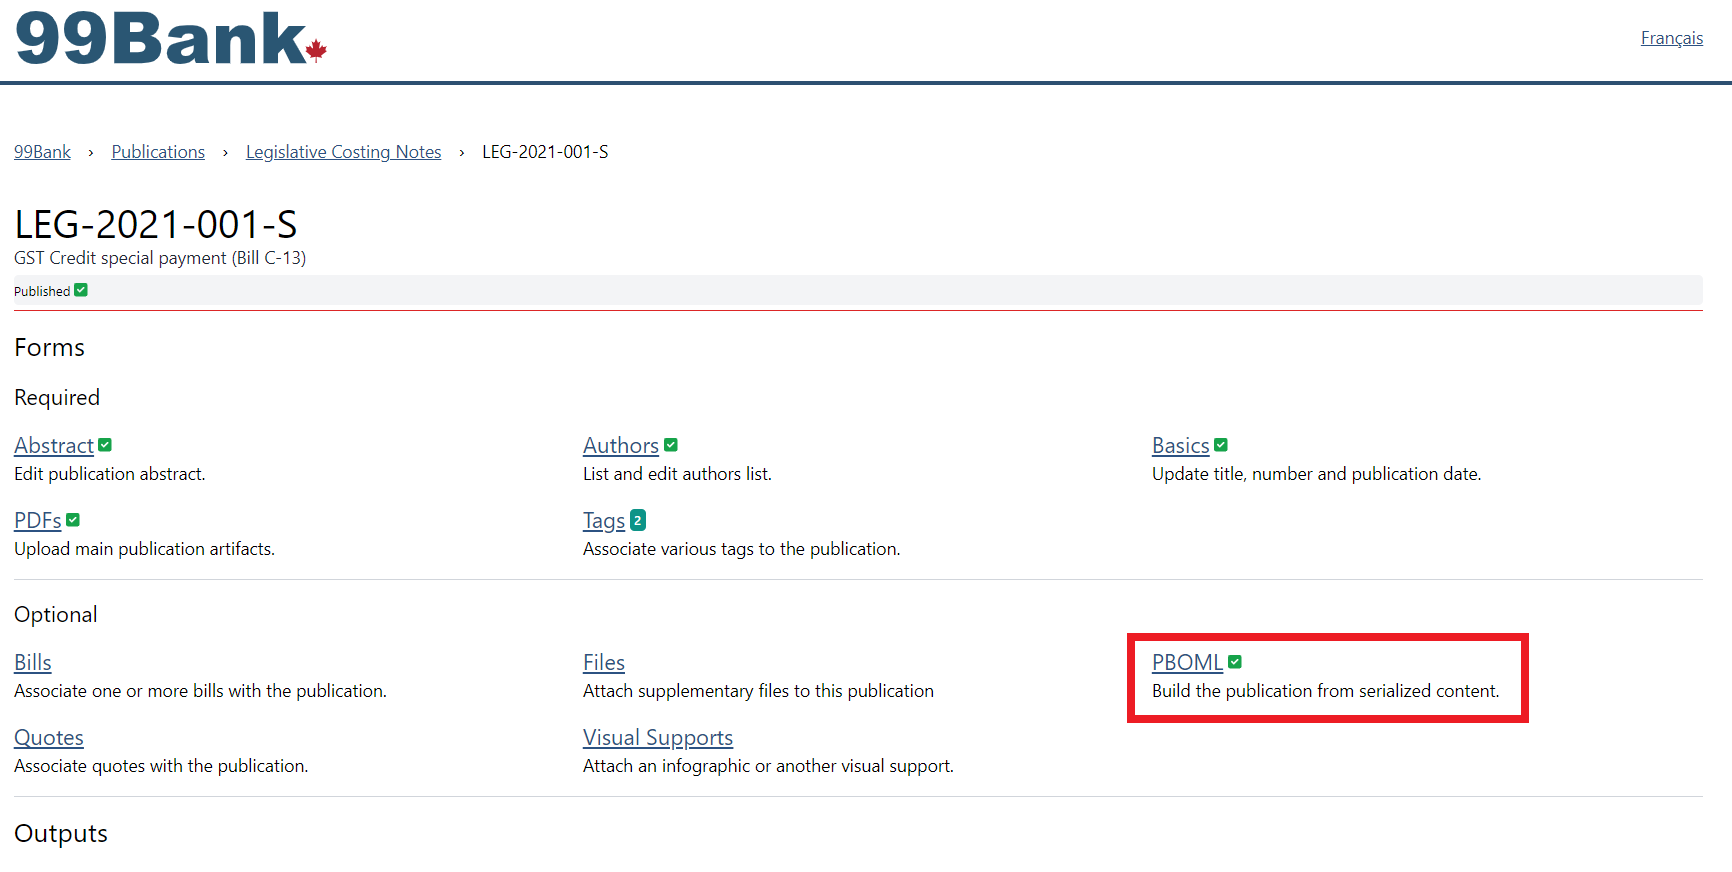 99Bank
Français
99Bank › Publications › Legislative Costing Notes › LEG-2021-001-S
LEG-2021-001-S
GST Credit special payment (Bill C-13)
Published
Forms
Required
Abstract
Edit publication abstract.
Authors
List and edit authors list.
Basics
Update title, number and publication date.
PDFs
Upload main publication artifacts.
Tags 2
Associate various tags to the publication.
Optional
Bills
Associate one or more bills with the publication.
Files
Attach supplementary files to this publication
PBOML
Build the publication from serialized content.
Quotes
Associate quotes with the publication.
Visual Supports
Attach an infographic or another visual support.
Outputs